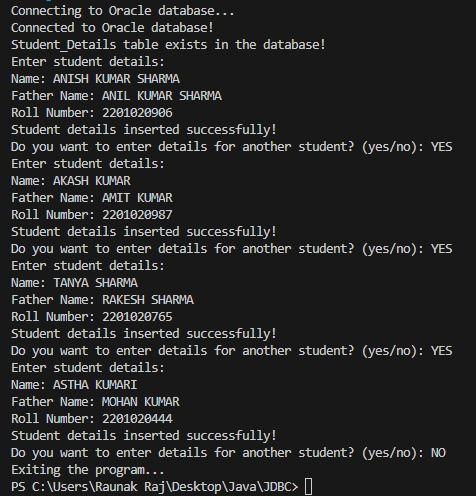 Connecting to Oracle database...
Connected to Oracle database!
Student_Details table exists in the database!
Enter student details:
Name: ANISH KUMAR SHARMA
Father Name: ANIL KUMAR SHARMA
Roll Number: 2201020906
Student details inserted successfully!
Do you want to enter details for another student? (yes/no): YES
Enter student details:
Name: AKASH KUMAR
Father Name: AMIT KUMAR
Roll Number: 2201020987
Student details inserted successfully!
Do you want to enter details for another student? (yes/no): YES
Enter student details:
Name: TANYA SHARMA
Father Name: RAKESH SHARMA
Roll Number: 2201020765
Student details inserted successfully!
Do you want to enter details for another student? (yes/no): YES
Enter student details:
Name: ASTHA KUMARI
Father Name: MOHAN KUMAR
Roll Number: 2201020444
Student details inserted successfully!
Do you want to enter details for another student? (yes/no): NO
Exiting the program...
PS C:\Users\Raunak Raj\Desktop\Java\JDBC>